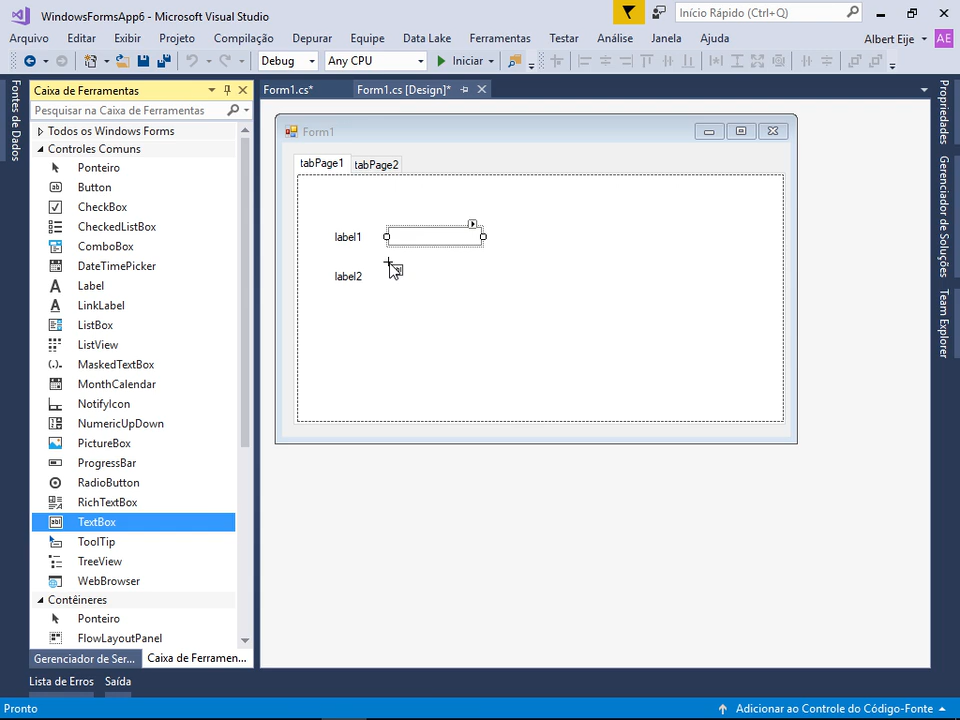 WindowsFormsApp6 - Microsoft Visual Studio
Início Rápido (Ctrl+Q)
Arquivo Editar Exibir Projeto Compilação Depurar Equipe Data Lake Ferramentas Testar Análise Janela Ajuda Albert Eije AE
Debug Any CPU Iniciar
Fontes de Dados
Caixa de Ferramentas
Pesquisar na Caixa de Ferramentas
Todos os Windows Forms
Controles Comuns
Ponteiro
Button
CheckBox
CheckedListBox
ComboBox
DateTimePicker
Label
LinkLabel
ListBox
ListView
MaskedTextBox
MonthCalendar
NotifyIcon
NumericUpDown
PictureBox
ProgressBar
RadioButton
RichTextBox
TextBox
ToolTip
TreeView
WebBrowser
Contêineres
Ponteiro
FlowLayoutPanel
Gerenciador de Ser... Caixa de Ferramen...
Form1.cs* Form1.cs [Design]*
Form1
tabPage1 tabPage2
label1
label2
Propriedades
Gerenciador de Soluções
Team Explorer
Lista de Erros Saída
Pronto
Adicionar ao Controle do Código-Fonte